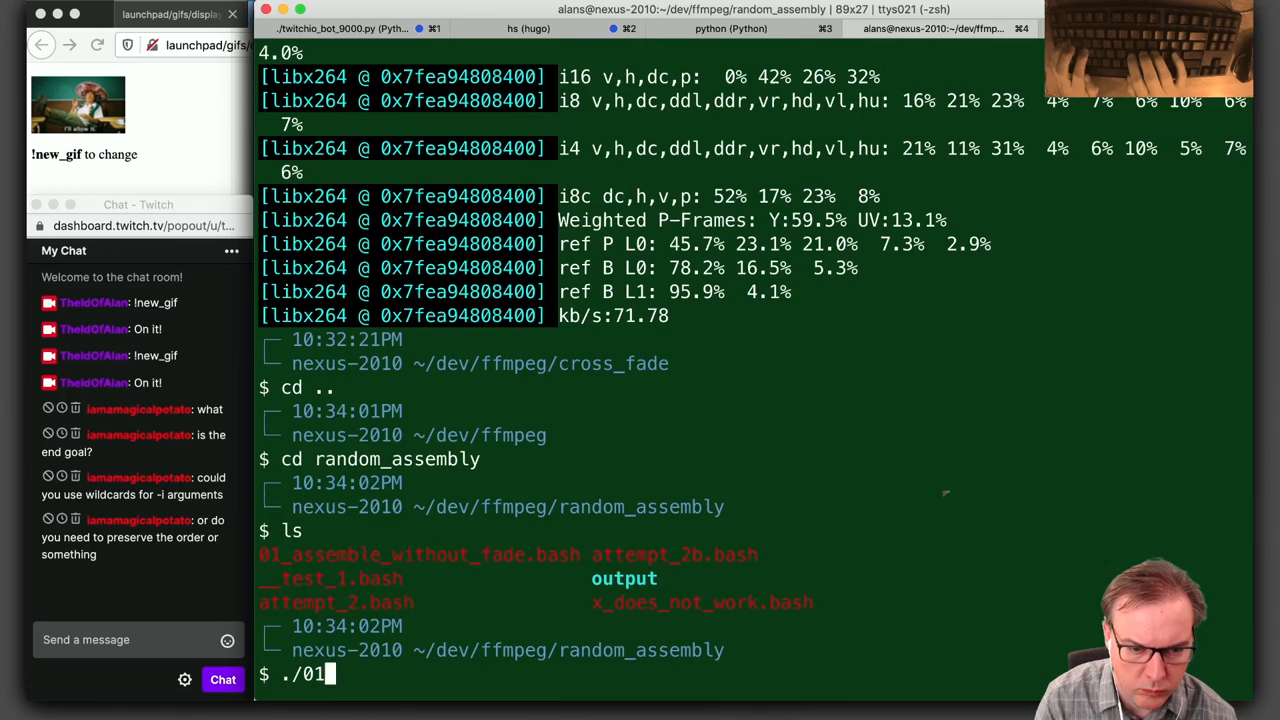 launchpad/gifs/display
launchpad/gifs/
I'll allow it.
!new_gif to change
Chat - Twitch
dashboard.twitch.tv/popout/u/t...
My Chat
Welcome to the chat room!
TheIdOfAlan: !new_gif
TheIdOfAlan: On it!
TheIdOfAlan: !new_gif
TheIdOfAlan: On it!
iamamagicalpotato: what
iamamagicalpotato: is the
end goal?
iamamagicalpotato: could
you use wildcards for -i arguments
iamamagicalpotato: or do
you need to preserve the order or
something
Send a message
Chat
alans@nexus-2010:~/dev/ffmpeg/random_assembly | 89x27 | ttys021 (-zsh)
./twitchio_bot_9000.py (Pyth... ⌘1
hs (hugo) ⌘2
python (Python) ⌘3
alans@nexus-2010:~/dev/ffmp... ⌘4
4.0%
[libx264 @ 0x7fea94808400] i16 v,h,dc,p: 0% 42% 26% 32%
[libx264 @ 0x7fea94808400] i8 v,h,dc,ddl,ddr,vr,hd,vl,hu: 16% 21% 23% 4% 7% 6% 10% 6%
7%
[libx264 @ 0x7fea94808400] i4 v,h,dc,ddl,ddr,vr,hd,vl,hu: 21% 11% 31% 4% 6% 10% 5% 7%
6%
[libx264 @ 0x7fea94808400] i8c dc,h,v,p: 52% 17% 23% 8%
[libx264 @ 0x7fea94808400] Weighted P-Frames: Y:59.5% UV:13.1%
[libx264 @ 0x7fea94808400] ref P L0: 45.7% 23.1% 21.0% 7.3% 2.9%
[libx264 @ 0x7fea94808400] ref B L0: 78.2% 16.5% 5.3%
[libx264 @ 0x7fea94808400] ref B L1: 95.9% 4.1%
[libx264 @ 0x7fea94808400] kb/s:71.78
10:32:21PM
nexus-2010 ~/dev/ffmpeg/cross_fade
$ cd ..
10:34:01PM
nexus-2010 ~/dev/ffmpeg
$ cd random_assembly
10:34:02PM
nexus-2010 ~/dev/ffmpeg/random_assembly
$ ls
01_assemble_without_fade.bash attempt_2b.bash
__test_1.bash output
attempt_2.bash x_does_not_work.bash
10:34:02PM
nexus-2010 ~/dev/ffmpeg/random_assembly
$ ./01